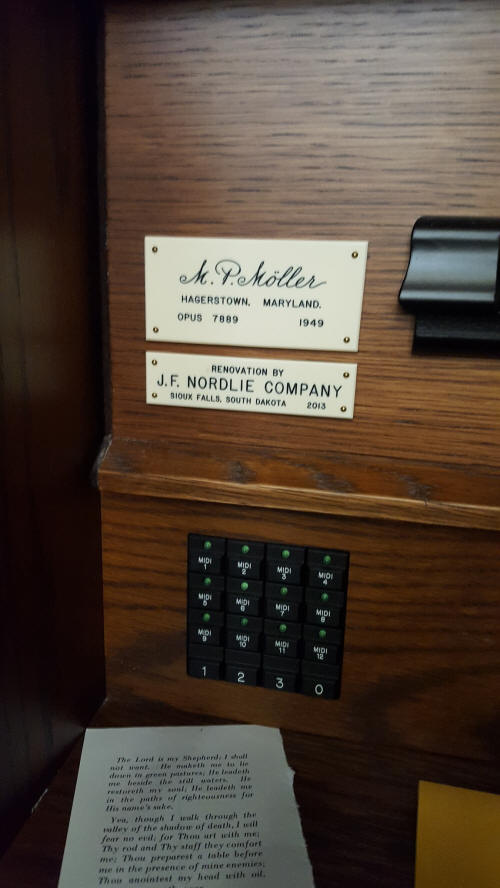 M. P. Möller
HAGERSTOWN, MARYLAND.
OPUS 7889 1949
RENOVATION BY
J.F. NORDLIE COMPANY
SIOUX FALLS, SOUTH DAKOTA 2013
MIDI 1 MIDI 2 MIDI 3 MIDI 4
MIDI 5 MIDI 6 MIDI 7 MIDI 8
MIDI 9 MIDI 10 MIDI 11 MIDI 12
1 2 3 0
The Lord is my Shepherd; I shall
not want. He maketh me to lie
down in green pastures; He leadeth
me beside the still waters. He
restoreth my soul; He leadeth me
in the paths of righteousness for
His name's sake.
Yea, though I walk through the
valley of the shadow of death, I will
fear no evil; for Thou art with me;
Thy rod and Thy staff they comfort
me; Thou preparest a table before
me in the presence of mine enemies;
Thou anointest my head with oil,